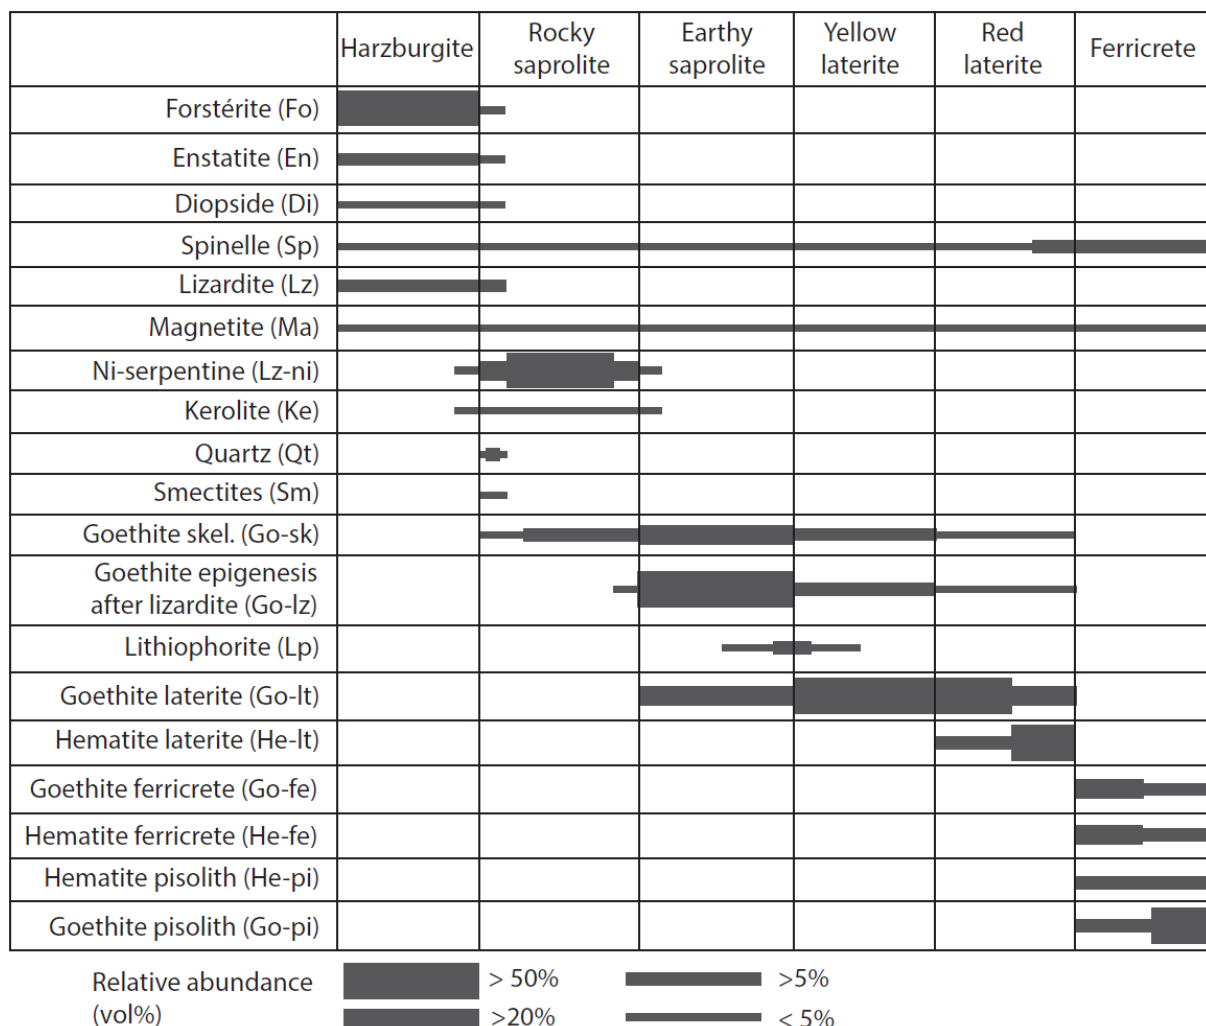 Harzburgite
Rocky
saprolite
Earthy
saprolite
Yellow
laterite
Red
laterite
Ferricrete
Forstérite (Fo)
Enstatite (En)
Diopside (Di)
Spinelle (Sp)
Lizardite (Lz)
Magnetite (Ma)
Ni-serpentine (Lz-ni)
Kerolite (Ke)
Quartz (Qt)
Smectites (Sm)
Goethite skel. (Go-sk)
Goethite epigenesis
after lizardite (Go-lz)
Lithiophorite (Lp)
Goethite laterite (Go-lt)
Hematite laterite (He-lt)
Goethite ferricrete (Go-fe)
Hematite ferricrete (He-fe)
Hematite pisolith (He-pi)
Goethite pisolith (Go-pi)
Relative abundance
(vol%)
> 50%
>5%
>20%
< 5%